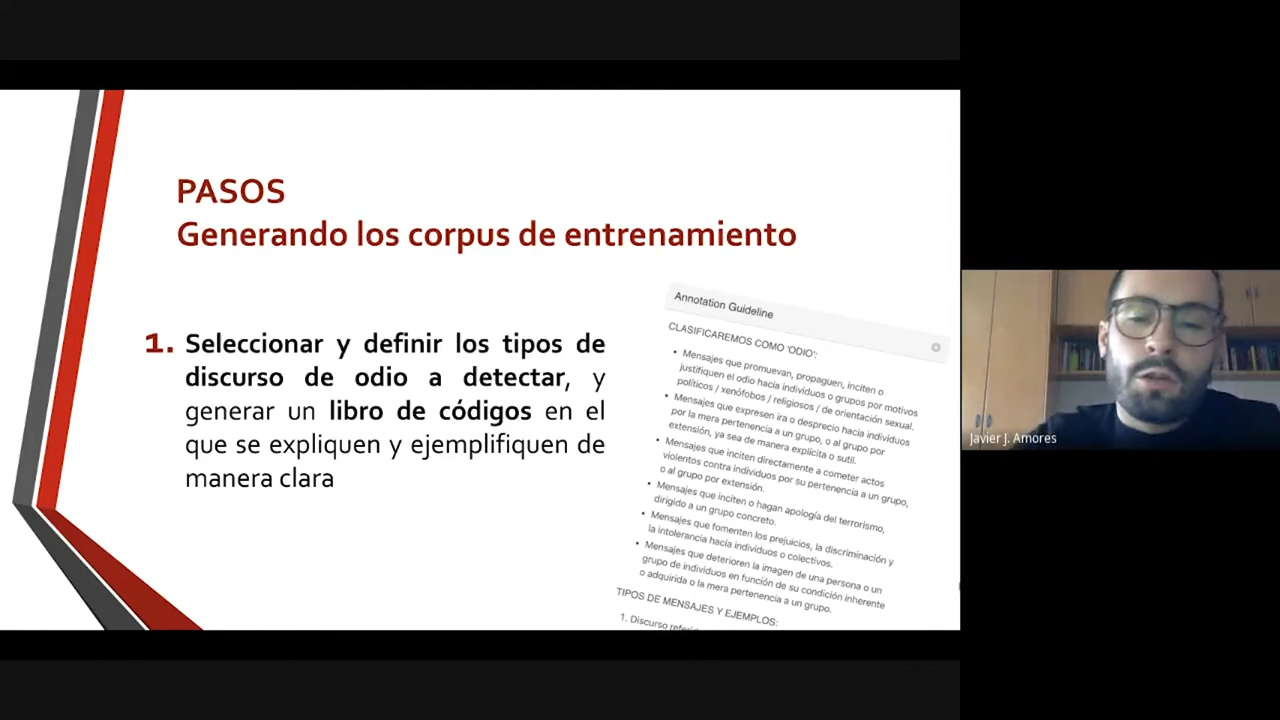 PASOS
Generando los corpus de entrenamiento
1. Seleccionar y definir los tipos de
discurso de odio a detectar, y
generar un libro de códigos en el
que se expliquen y ejemplifiquen de
manera clara
Annotation Guideline
CLASIFICAREMOS COMO 'ODIO':
• Mensajes que promuevan, propaguen, inciten o
justifiquen el odio hacia individuos o grupos por motivos
políticos / xenófobos / religiosos / de orientación sexual.
• Mensajes que expresen ira o desprecio hacia individuos
por la mera pertenencia a un grupo, o al grupo por
extensión, ya sea de manera explícita o sutil.
• Mensajes que inciten directamente a cometer actos
violentos contra individuos por su pertenencia a un grupo,
o al grupo por extensión.
• Mensajes que inciten o hagan apología del terrorismo,
dirigido a un grupo concreto.
• Mensajes que fomenten los prejuicios, la discriminación y
la intolerancia hacia individuos o colectivos.
• Mensajes que deterioren la imagen de una persona o un
grupo de individuos en función de su condición inherente
o adquirida o la mera pertenencia a un grupo.
TIPOS DE MENSAJES Y EJEMPLOS:
1. Discurso
Javier J. Amores